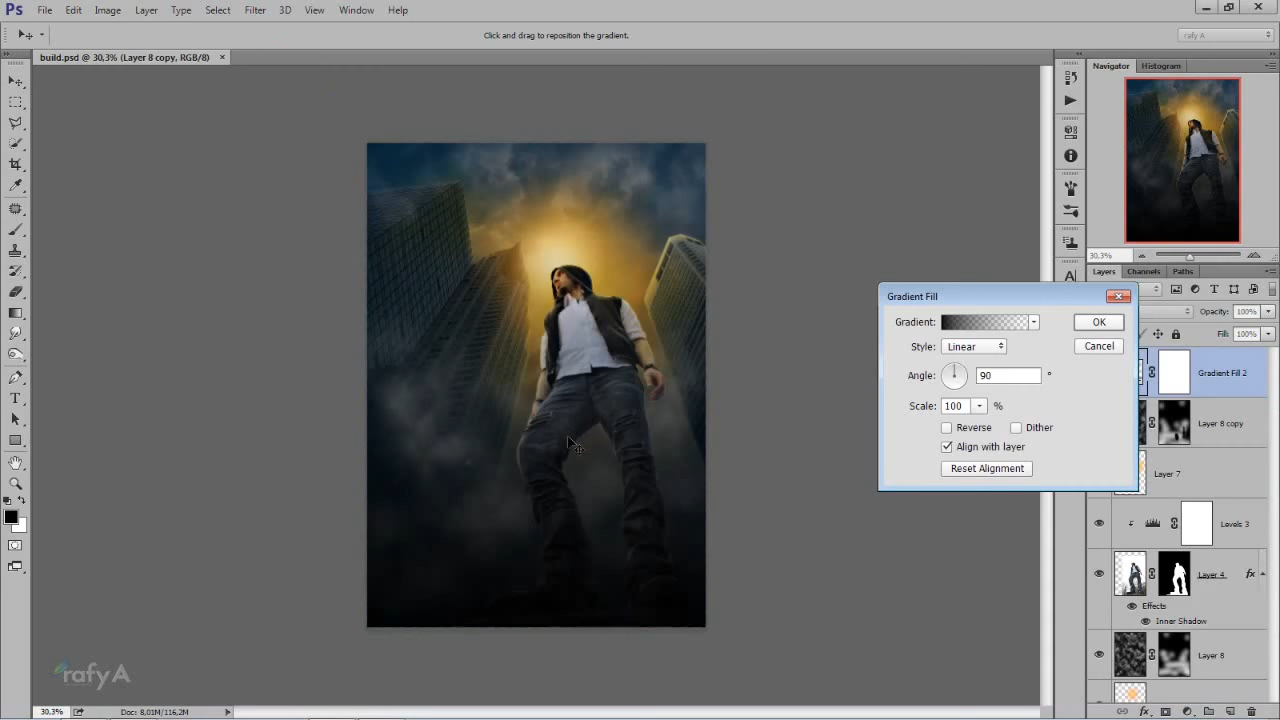 Ps File Edit Image Layer Type Select Filter 3D View Window Help
Click and drag to reposition the gradient.
rafy A
build.psd @ 30,3% (Layer 8 copy, RGB/8) ×
Navigator Histogram
30,3%
Layers Channels Paths
Opacity: 100%
Fill: 100%
Gradient Fill
Gradient:
OK
Style: Linear
Cancel
Angle: 90 °
Scale: 100 %
Reverse Dither
Align with layer
Reset Alignment
Gradient Fill 2
Layer 8 copy
Layer 7
Levels 3
Layer 4 fx
Effects
Inner Shadow
Layer 8
rafy A
30,3% Doc: 8,01M/116,2M